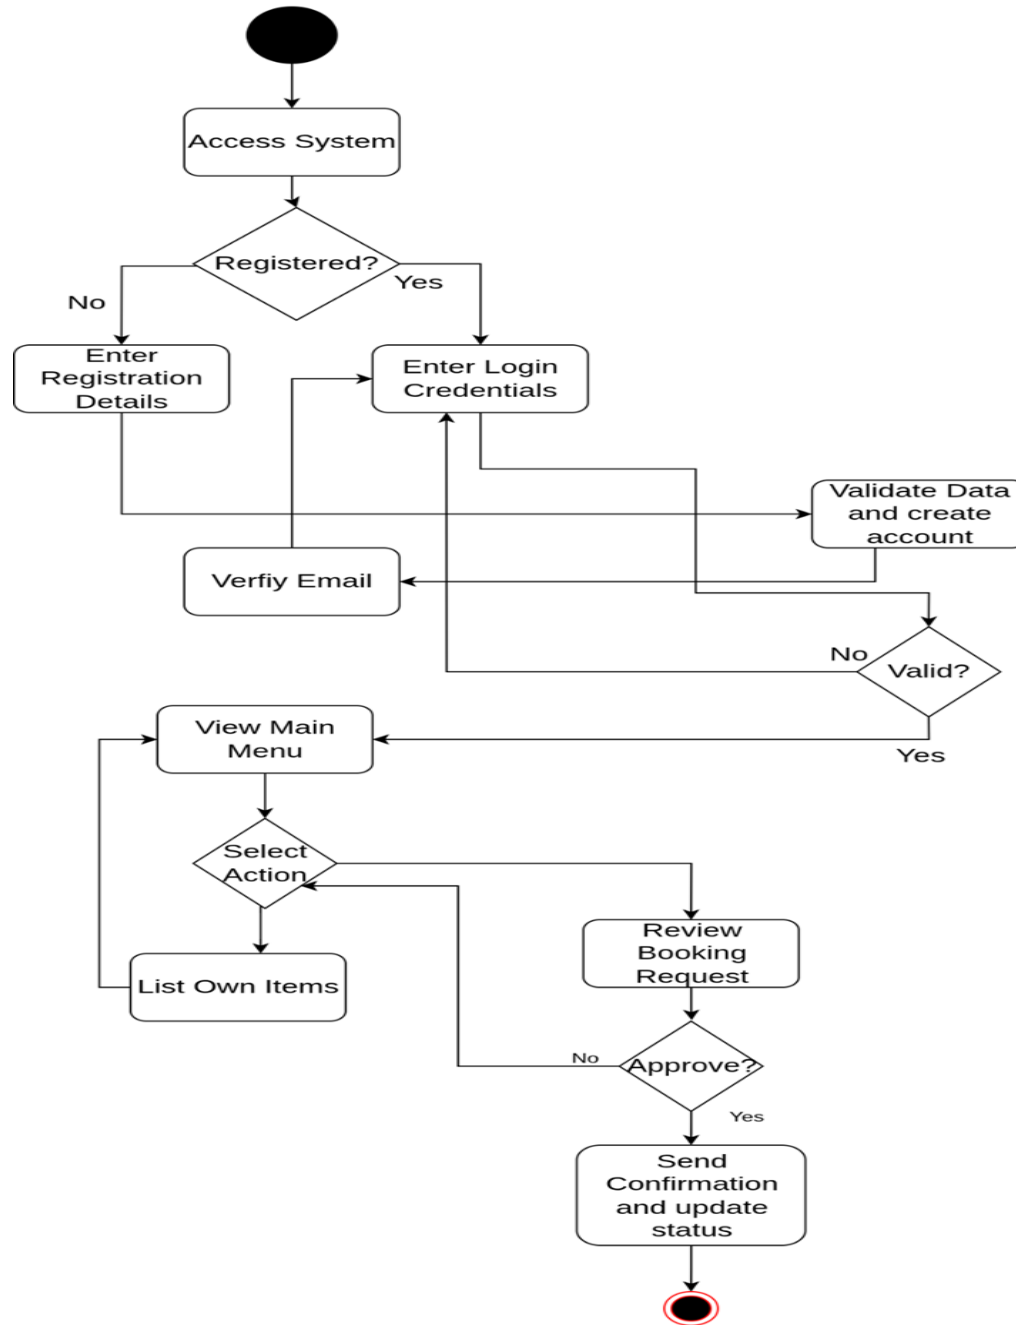 Access System
Registered?
Yes
No
Enter
Registration
Details
Enter Login
Credentials
Validate Data
and create
account
Verfiy Email
No
Valid?
Yes
View Main
Menu
Select
Action
Review
Booking
Request
List Own Items
No
Approve?
Yes
Send
Confirmation
and update
status